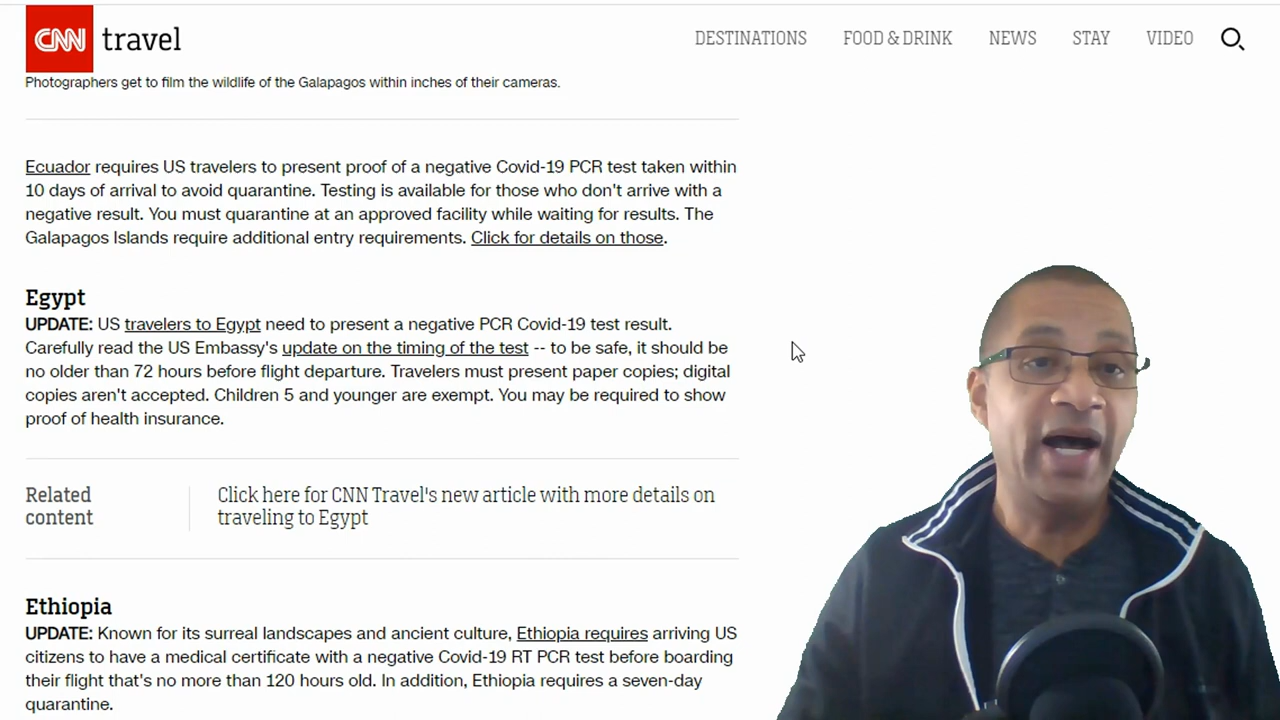 CNN travel
DESTINATIONS FOOD & DRINK NEWS STAY VIDEO
Photographers get to film the wildlife of the Galapagos within inches of their cameras.
Ecuador requires US travelers to present proof of a negative Covid-19 PCR test taken within
10 days of arrival to avoid quarantine. Testing is available for those who don't arrive with a
negative result. You must quarantine at an approved facility while waiting for results. The
Galapagos Islands require additional entry requirements. Click for details on those.
Egypt
UPDATE: US travelers to Egypt need to present a negative PCR Covid-19 test result.
Carefully read the US Embassy's update on the timing of the test -- to be safe, it should be
no older than 72 hours before flight departure. Travelers must present paper copies; digital
copies aren't accepted. Children 5 and younger are exempt. You may be required to show
proof of health insurance.
Related
content
Click here for CNN Travel's new article with more details on
traveling to Egypt
Ethiopia
UPDATE: Known for its surreal landscapes and ancient culture, Ethiopia requires arriving US
citizens to have a medical certificate with a negative Covid-19 RT PCR test before boarding
their flight that's no more than 120 hours old. In addition, Ethiopia requires a seven-day
quarantine.